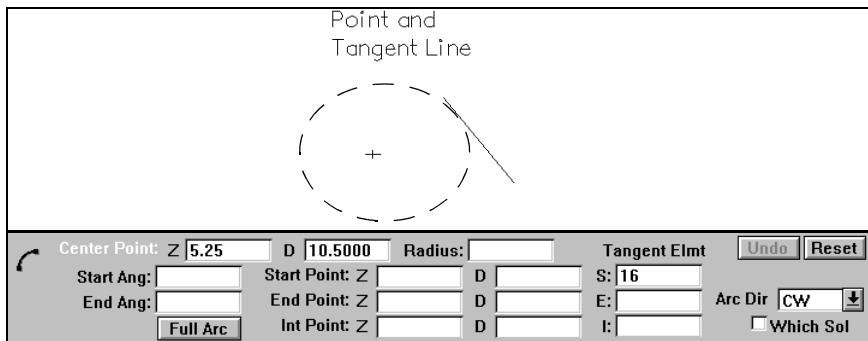 Point and
Tangent Line
Center Point: Z 5.25 D 10.5000 Radius: Tangent Elmt Undo Reset
Start Ang: Start Point: Z D S: 16
End Ang: End Point: Z D E: Arc Dir CW
Full Arc Int Point: Z D I: Which Sol